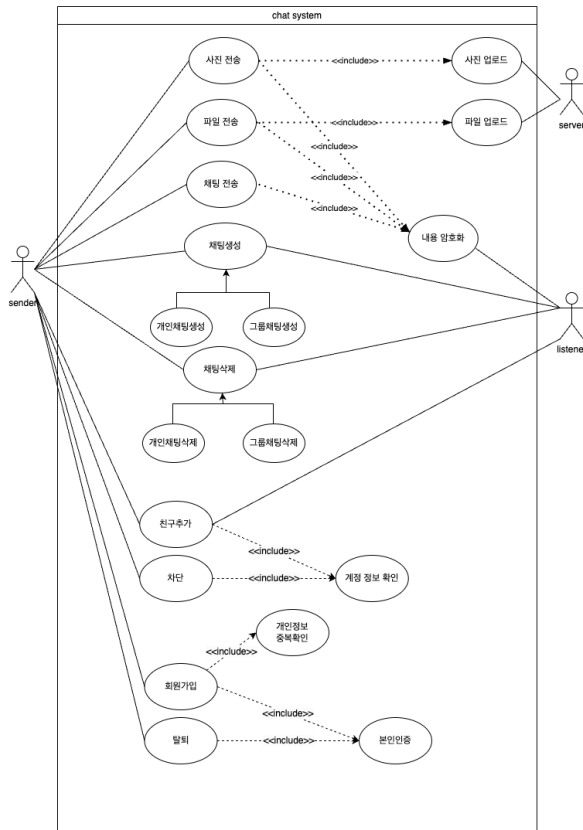 chat system
사진 전송
<<include>>
사진 업로드
server
파일 전송
<<include>>
파일 업로드
<<include>>
<<include>>
채팅 전송
<<include>>
내용 암호화
채팅생성
sender
개인채팅생성
그룹채팅생성
listener
채팅삭제
개인채팅삭제
그룹채팅삭제
친구추가
<<include>>
차단
<<include>>
계정 정보 확인
개인정보
중복확인
<<include>>
회원가입
<<include>>
탈퇴
<<include>>
본인인증